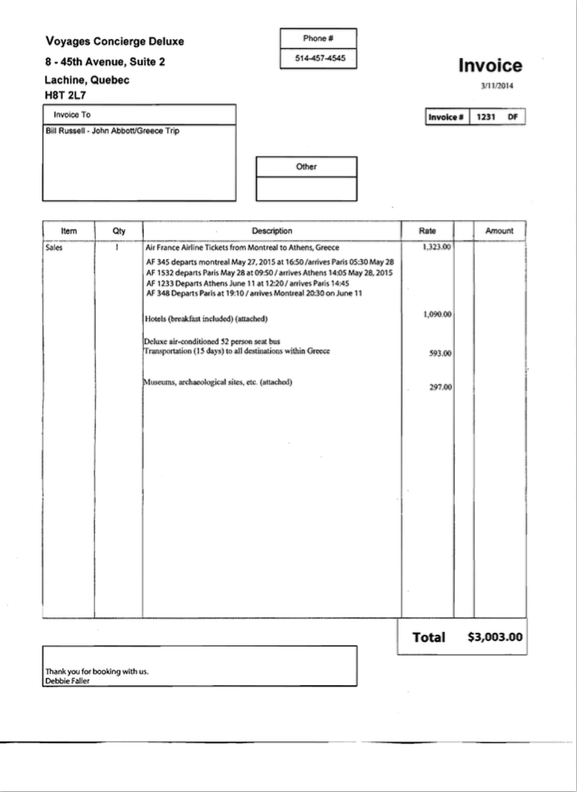 Voyages Concierge Deluxe
8 - 45th Avenue, Suite 2
Lachine, Quebec
H8T 2L7
Phone #
514-457-4545
Invoice
3/11/2014
Invoice To
Bill Russell - John Abbott/Greece Trip
Invoice # 1231 DF
Other
Item Qty Description Rate Amount
Sales 1 Air France Airline Tickets from Montreal to Athens, Greece 1,323.00
AF 345 departs montreal May 27, 2015 at 16:50 /arrives Paris 05:30 May 28
AF 1532 departs Paris May 28 at 09:50 / arrives Athens 14:05 May 28, 2015
AF 1233 Departs Athens June 11 at 12:20 / arrives Paris 14:45
AF 348 Departs Paris at 19:10 / arrives Montreal 20:30 on June 11
Hotels (breakfast included) (attached) 1,090.00
Deluxe air-conditioned 52 person seat bus
Transportation (15 days) to all destinations within Greece 593.00
Museums, archaeological sites, etc. (attached) 297.00
Total $3,003.00
Thank you for booking with us.
Debbie Faller